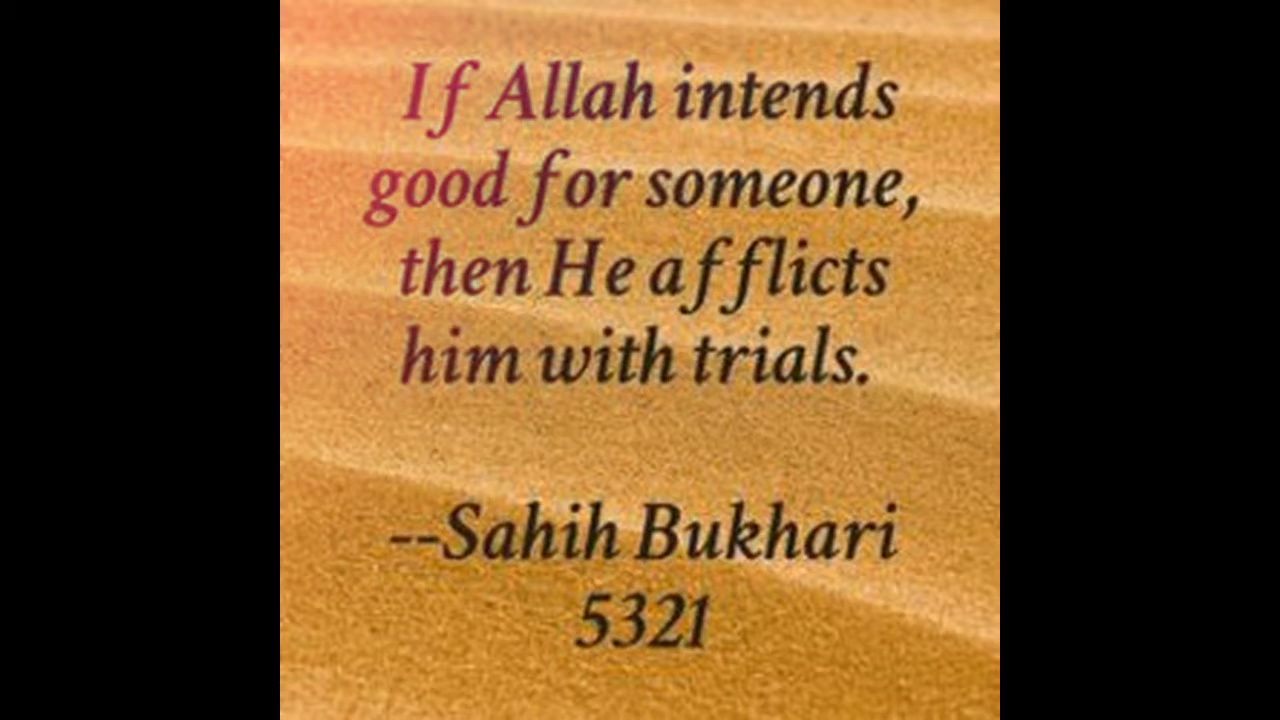 If Allah intends
good for someone,
then He afflicts
him with trials.
--Sahih Bukhari
5321